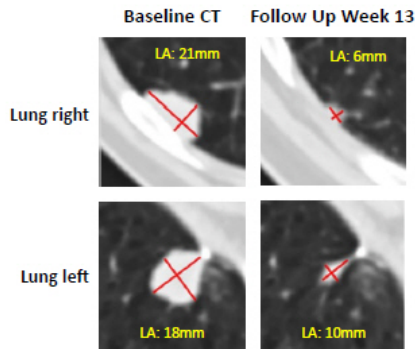 Baseline CT Follow Up Week 13
LA: 21mm LA: 6mm
Lung right
Lung left
LA: 18mm LA: 10mm